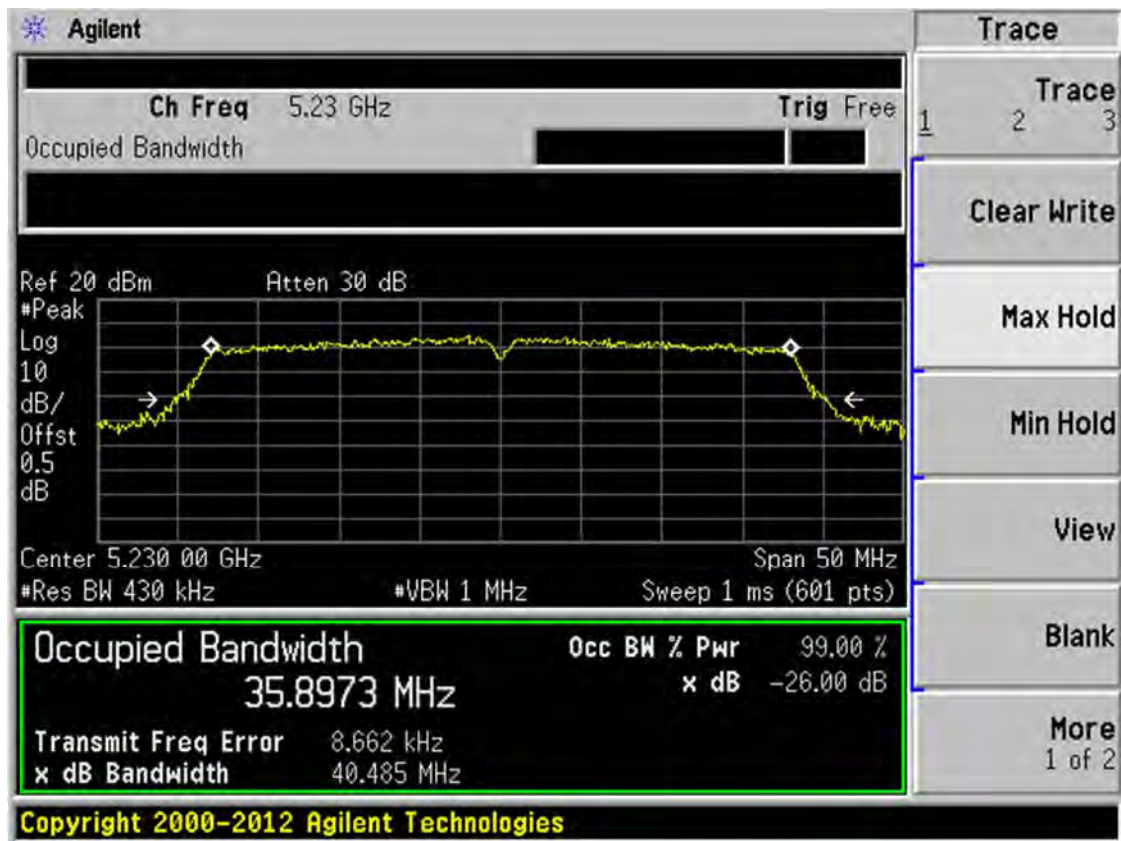 Agilent
Trace
Ch Freq 5.23 GHz Trig Free
Occupied Bandwidth
Trace
1 2 3
Clear Write
Max Hold
Min Hold
View
Blank
More
1 of 2
Ref 20 dBm Atten 30 dB
#Peak
Log
10
dB/
Offst
0.5
dB
Center 5.230 00 GHz Span 50 MHz
#Res BW 430 kHz #VBW 1 MHz Sweep 1 ms (601 pts)
Occupied Bandwidth Occ BW % Pwr 99.00 %
35.8973 MHz x dB -26.00 dB
Transmit Freq Error 8.662 kHz
x dB Bandwidth 40.485 MHz
Copyright 2000-2012 Agilent Technologies